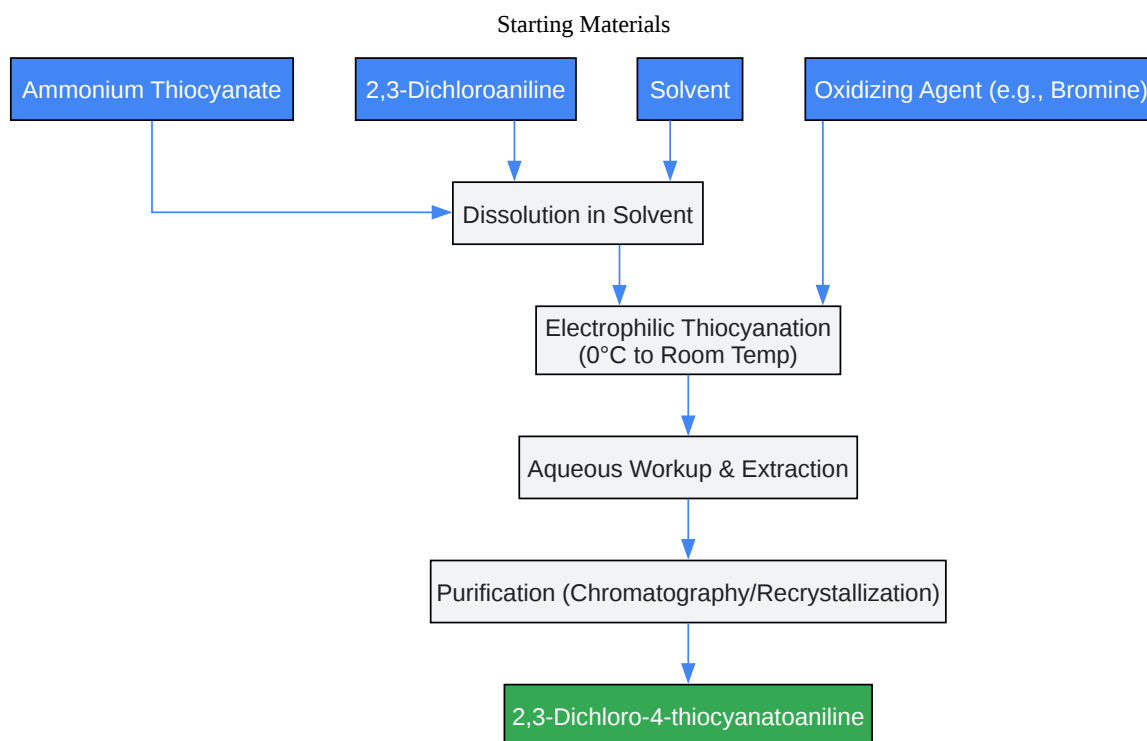 Starting Materials
Ammonium Thiocyanate
2,3-Dichloroaniline
Solvent
Oxidizing Agent (e.g., Bromine)
Dissolution in Solvent
Electrophilic Thiocyanation
(0°C to Room Temp)
Aqueous Workup & Extraction
Purification (Chromatography/Recrystallization)
2,3-Dichloro-4-thiocyanatoaniline